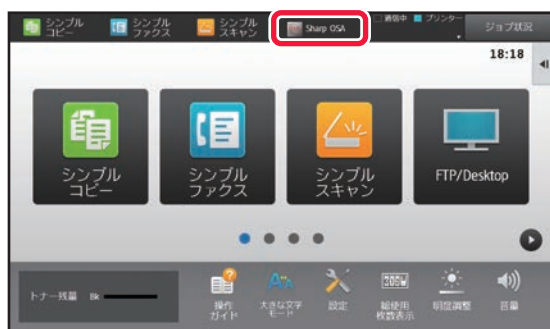 シンプル
コピー
シンプル
ファクス
シンプル
スキャン
Sharp OSA
通信中
プリンター
ジョブ状況
18:18
シンプル
コピー
シンプル
ファクス
シンプル
スキャン
FTP/Desktop
トナー残量 Bk
操作
ガイド
大きな文字
モード
設定
総使用
枚数表示
明度調整
音量